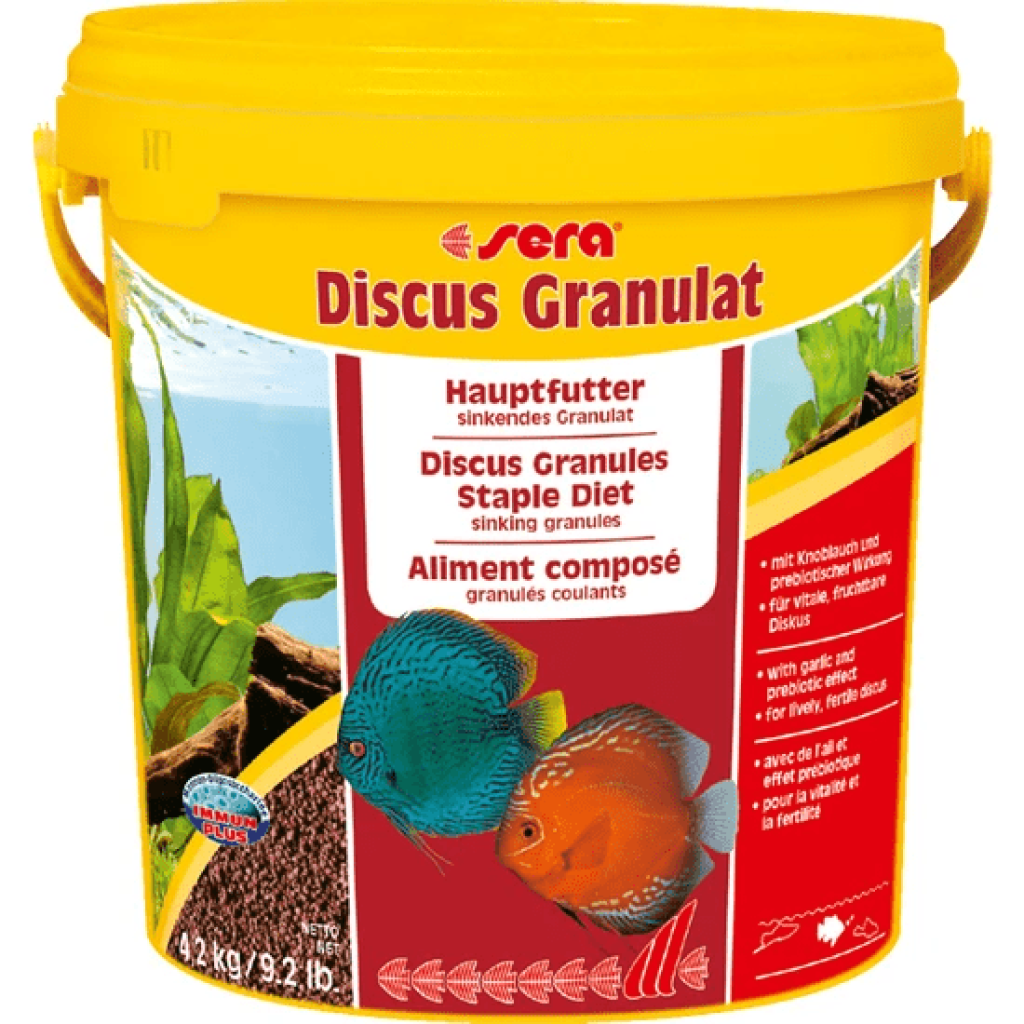 sera®
Discus Granulat
Hauptfutter
sinkendes Granulat
Discus Granules
Staple Diet
sinking granules
Aliment composé
granulés coulants
• mit Knoblauch und
prebiotischer Wirkung
• für vitale, fruchtbare
Diskus
• with garlic and
prebiotic effect
• for lively, fertile discus
• avec de l'ail et
effet prébiotique
• pour la vitalité et
la fertilité
IMMUN
PLUS
NETTO
NET
4,2 kg/9.2 lb.